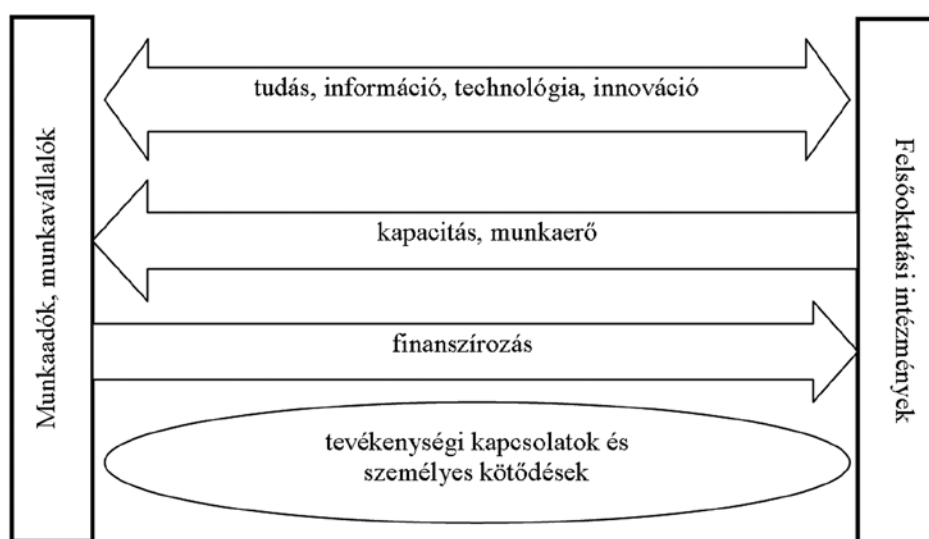 Munkaadók, munkavállalók
tudás, információ, technológia, innováció
kapacitás, munkaerő
finanszírozás
tevékenységi kapcsolatok és
személyes kötődések
Felsőoktatási intézmények